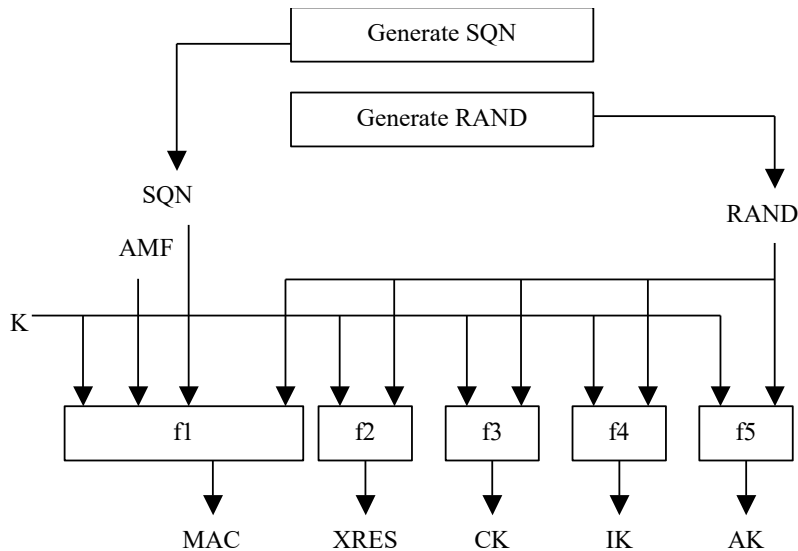 Generate SQN
Generate RAND
SQN
RAND
AMF
K
f1
f2
f3
f4
f5
MAC
XRES
CK
IK
AK